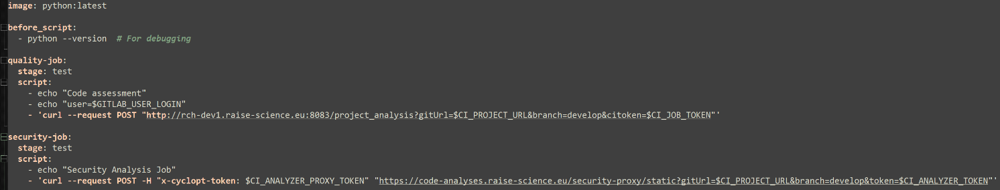 image: python:latest
before_script:
- python --version # For debugging
quality-job:
stage: test
script:
- echo "Code assessment"
- echo "user=$GITLAB_USER_LOGIN"
- 'curl --request POST "http://rch-dev1.raise-science.eu:8083/project_analysis?gitUrl=$CI_PROJECT_URL&branch=develop&citoken=$CI_JOB_TOKEN"'
security-job:
stage: test
script:
- echo "Security Analysis Job"
- 'curl --request POST -H "x-cyclopt-token: $CI_ANALYZER_PROXY_TOKEN" "https://code-analyses.raise-science.eu/security-proxy/static?gitUrl=$CI_PROJECT_URL&branch=develop&token=$CI_ANALYZER_TOKEN"'